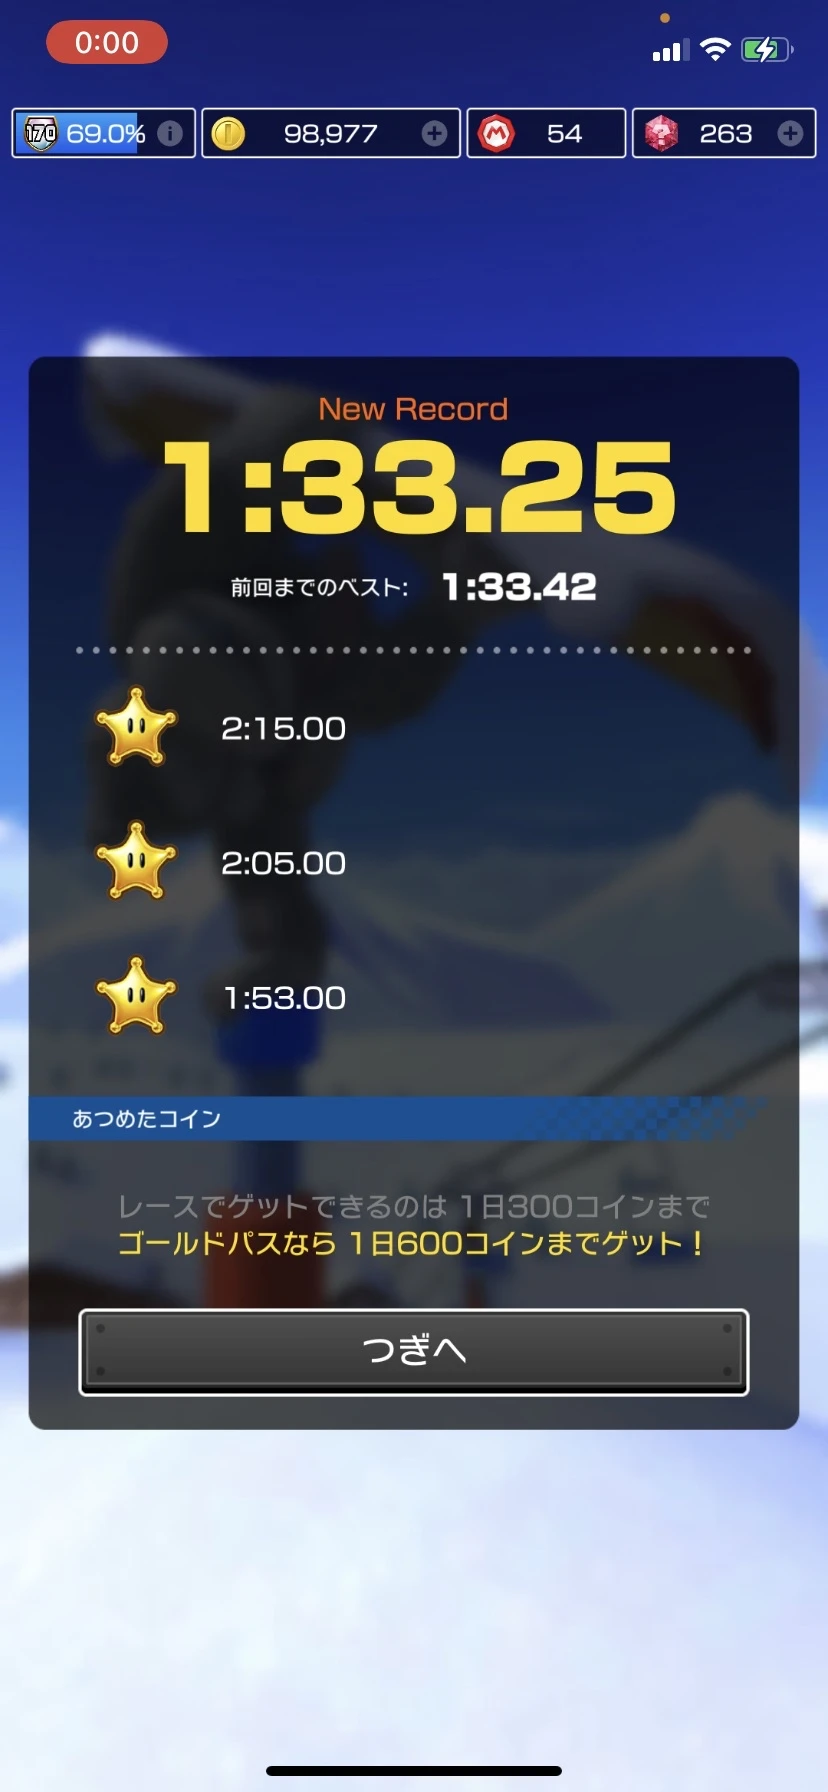 0:00
170 69.0% i 98,977 + 54 263 +
New Record
1:33.25
前回までのベスト: 1:33.42
2:15.00
2:05.00
1:53.00
あつめたコイン
レースでゲットできるのは 1日300コインまで
ゴールドパスなら 1日600コインまでゲット！
つぎへ